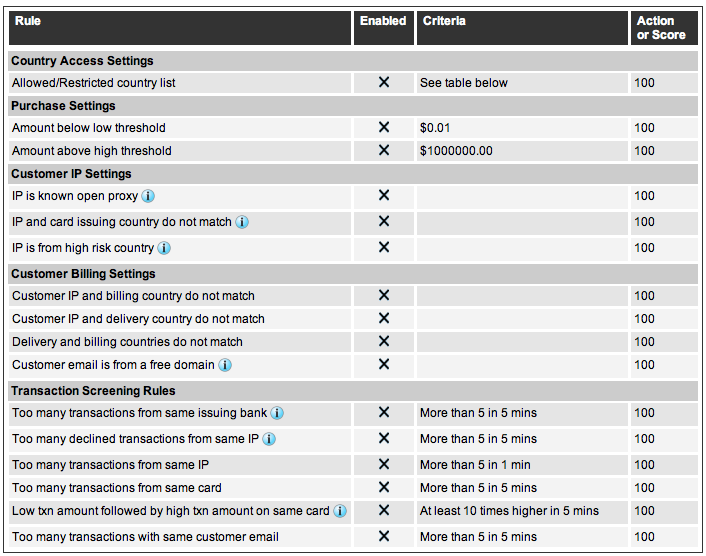 Rule Enabled Criteria Action or Score
Country Access Settings
Allowed/Restricted country list X See table below 100
Purchase Settings
Amount below low threshold X $0.01 100
Amount above high threshold X $1000000.00 100
Customer IP Settings
IP is known open proxy i X 100
IP and card issuing country do not match i X 100
IP is from high risk country i X 100
Customer Billing Settings
Customer IP and billing country do not match X 100
Customer IP and delivery country do not match X 100
Delivery and billing countries do not match X 100
Customer email is from a free domain i X 100
Transaction Screening Rules
Too many transactions from same issuing bank i X More than 5 in 5 mins 100
Too many declined transactions from same IP i X More than 5 in 5 mins 100
Too many transactions from same IP X More than 5 in 1 min 100
Too many transactions from same card X More than 5 in 5 mins 100
Low txn amount followed by high txn amount on same card i X At least 10 times higher in 5 mins 100
Too many transactions with same customer email X More than 5 in 5 mins 100